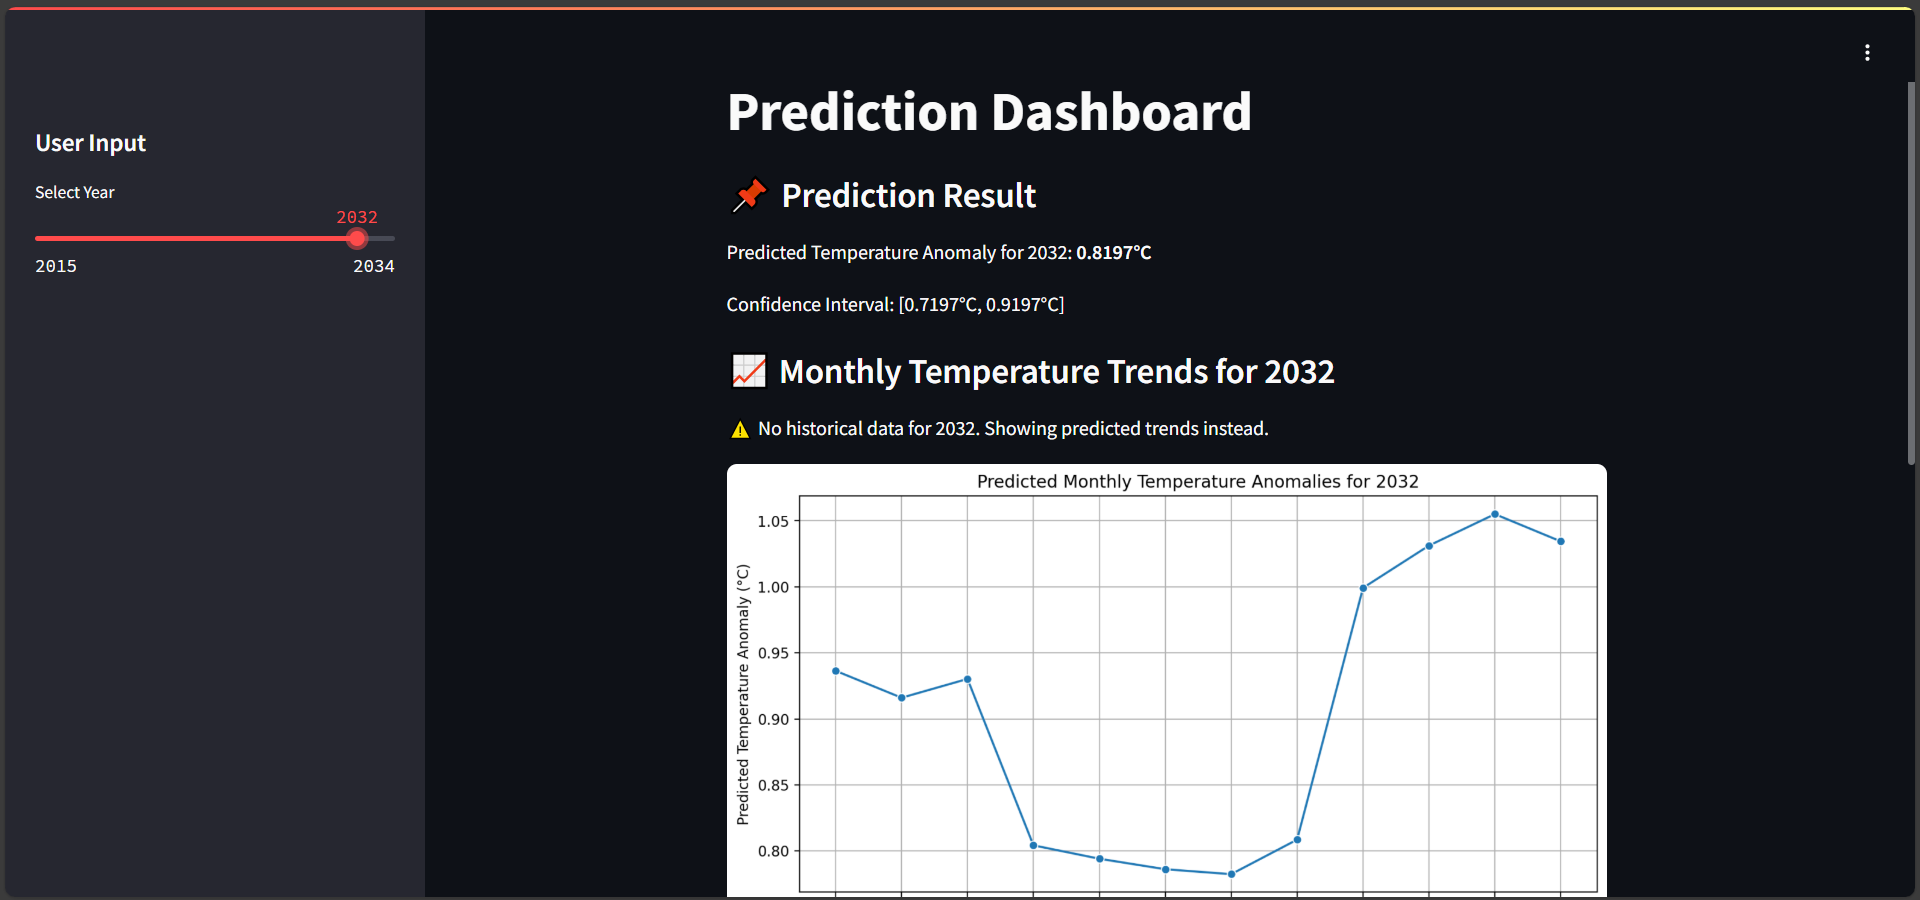 User Input
Select Year
2032
2015
2034
Prediction Dashboard
Prediction Result
Predicted Temperature Anomaly for 2032: 0.8197°C
Confidence Interval: [0.7197°C, 0.9197°C]
Monthly Temperature Trends for 2032
No historical data for 2032. Showing predicted trends instead.
Predicted Monthly Temperature Anomalies for 2032
Predicted Temperature Anomaly (°C)
1.05
1.00
0.95
0.90
0.85
0.80